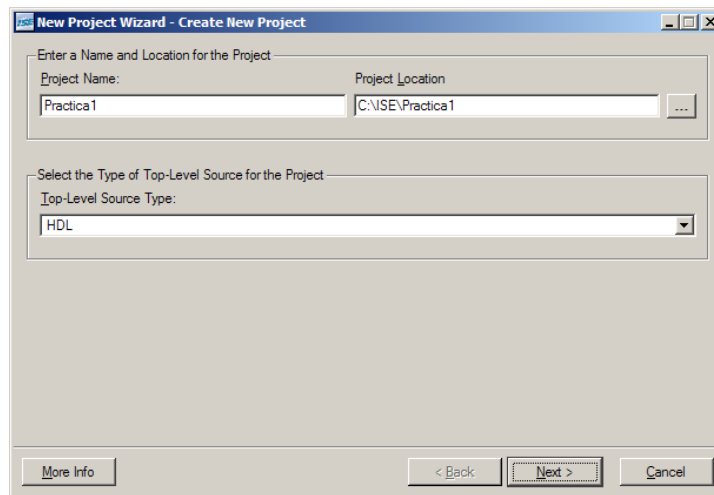 ISE New Project Wizard - Create New Project
Enter a Name and Location for the Project
Project Name: Project Location
Practica1 C:\ISE\Practica1 ...
Select the Type of Top-Level Source for the Project
Top-Level Source Type:
HDL
More Info < Back Next > Cancel